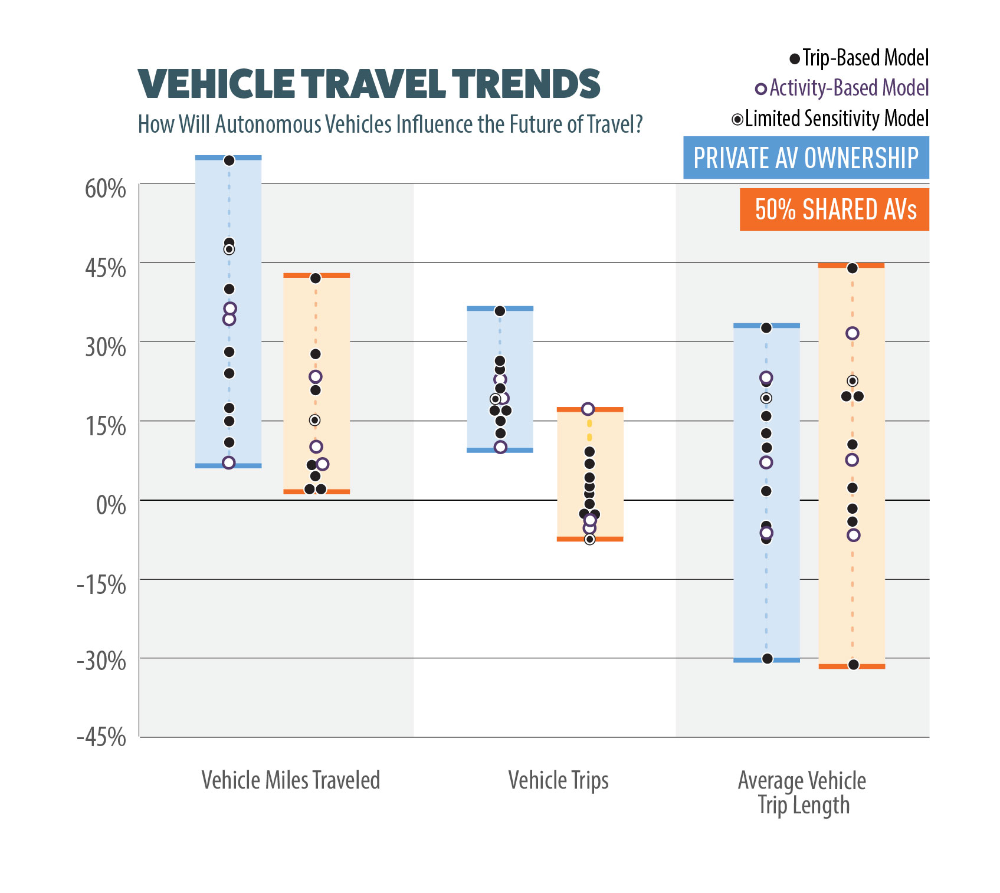 VEHICLE TRAVEL TRENDS
How Will Autonomous Vehicles Influence the Future of Travel?
Trip-Based Model
Activity-Based Model
Limited Sensitivity Model
PRIVATE AV OWNERSHIP
50% SHARED AVs
60%
45%
30%
15%
0%
-15%
-30%
-45%
Vehicle Miles Traveled
Vehicle Trips
Average Vehicle
Trip Length